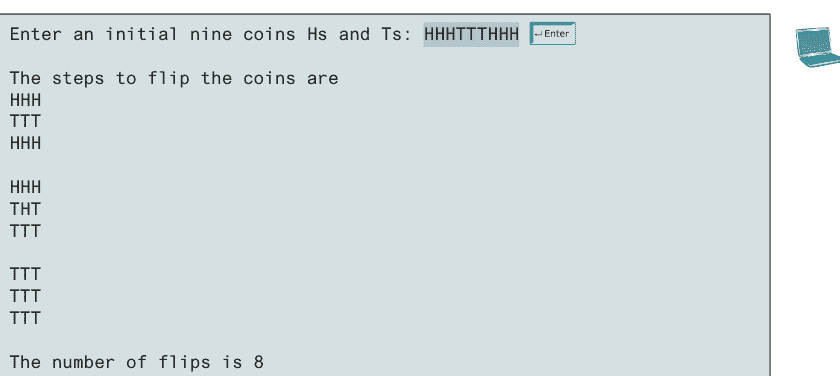 Enter an initial nine coins Hs and Ts: HHHTTTHHH ↵Enter
The steps to flip the coins are
HHH
TTT
HHH
HHH
THT
TTT
TTT
TTT
TTT
The number of flips is 8